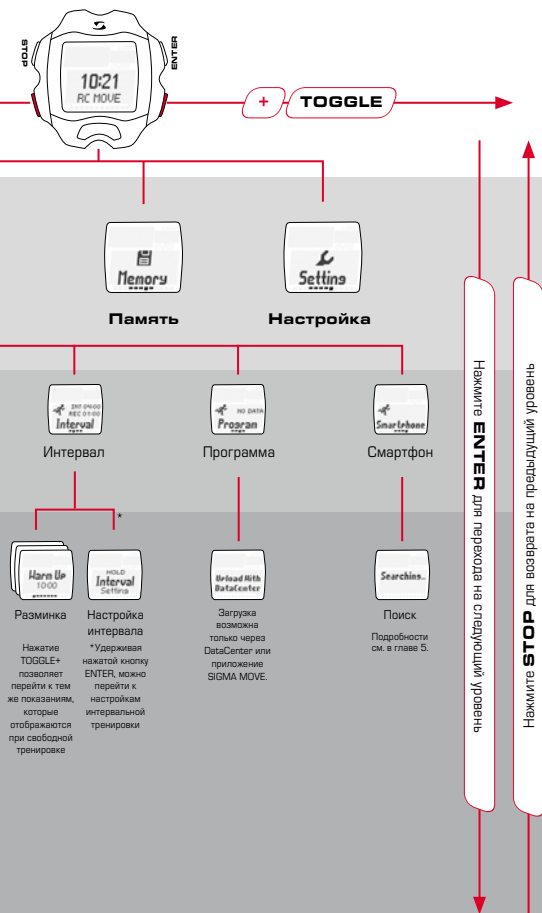 STOP
ENTER
10:21
RC MOVE
+ TOGGLE
Memory
Setting
Память
Настройка
INT 04:00
REC 01:00
Interval
NO DATA
Program
Smartphone
Интервал
Программа
Смартфон
*
Warm Up
10:00
HOLD
Interval
Setting
Upload With
DataCenter
Searching..
Разминка
Нажатие
TOGGLE+
позволяет
перейти к тем
же показаниям,
которые
отображаются
при свободной
тренировке
Настройка
интервала
*Удерживая
нажатой кнопку
ENTER, можно
перейти к
настройкам
интервальной
тренировки
Загрузка
возможна
только через
DataCenter или
приложение
SIGMA MOVE.
Поиск
Подробности
см. в главе 5.
Нажмите ENTER для перехода на следующий уровень
Нажмите STOP для возврата на предыдущий уровень